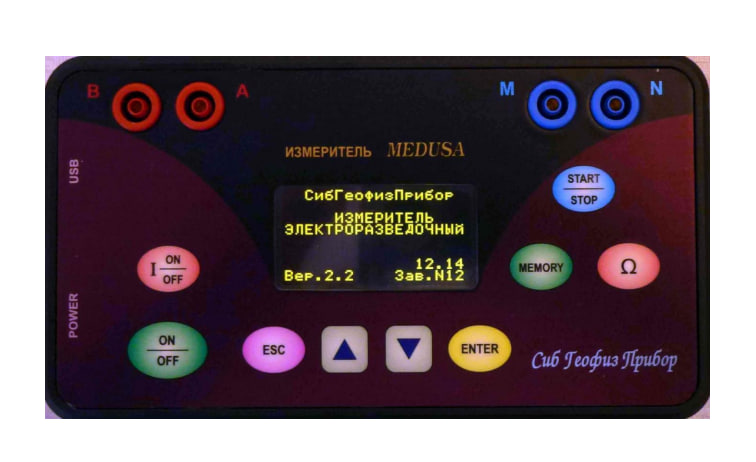 B A M N
ИЗМЕРИТЕЛЬ MEDUSA
USB
START
STOP
СибГеофизПрибор
ИЗМЕРИТЕЛЬ
ЭЛЕКТРОРАЗВЕДОЧНЫЙ
12.14
Вер.2.2 Зав.N12
I ON
OFF
MEMORY
Ω
POWER
ON
OFF
ESC
ENTER
Сиб Геофиз Прибор